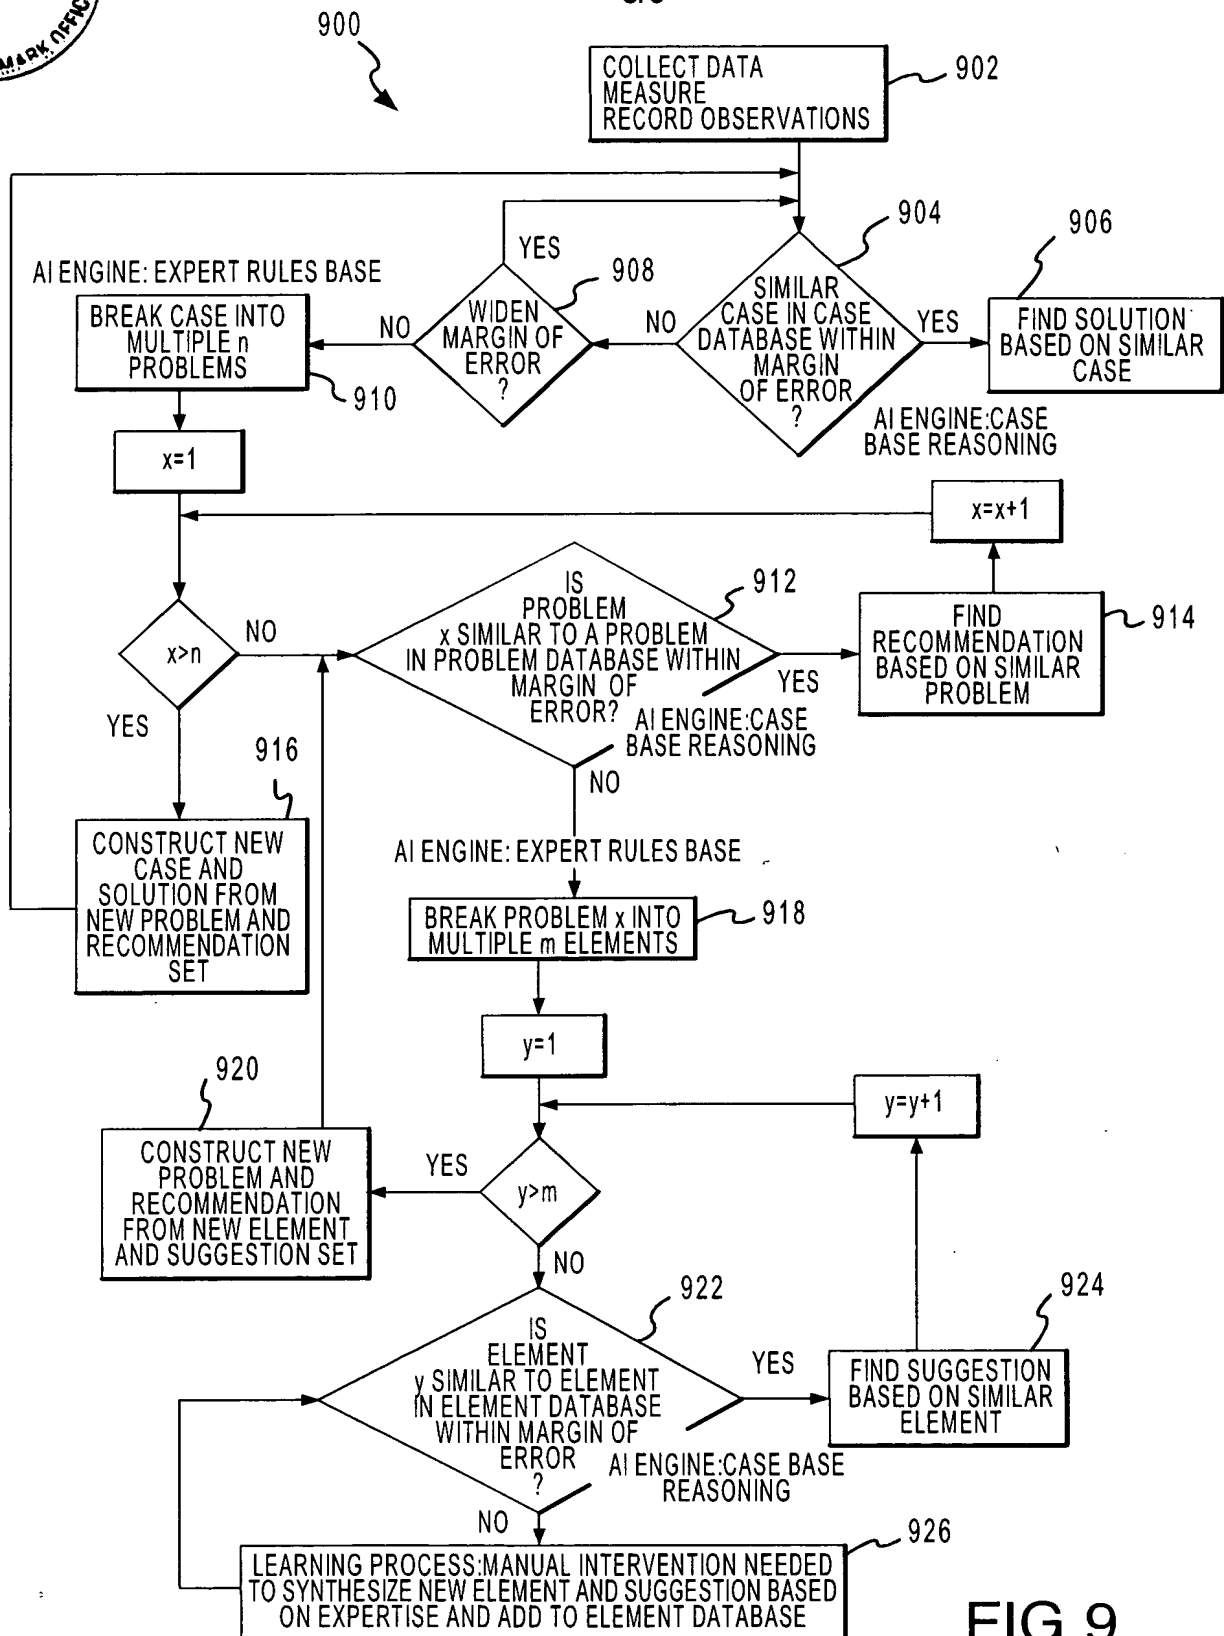 MARK OFFIC
900
COLLECT DATA
MEASURE
RECORD OBSERVATIONS
902
904
906
YES
908
AI ENGINE: EXPERT RULES BASE
BREAK CASE INTO
MULTIPLE n
PROBLEMS
910
NO
WIDEN
MARGIN OF
ERROR
?
NO
SIMILAR
CASE IN CASE
DATABASE WITHIN
MARGIN
OF ERROR
?
YES
FIND SOLUTION
BASED ON SIMILAR
CASE
AI ENGINE:CASE
BASE REASONING
x=1
x=x+1
x>n
NO
YES
IS
PROBLEM
x SIMILAR TO A PROBLEM
IN PROBLEM DATABASE WITHIN
MARGIN OF
ERROR?
912
YES
FIND
RECOMMENDATION
BASED ON SIMILAR
PROBLEM
914
AI ENGINE:CASE
BASE REASONING
NO
916
CONSTRUCT NEW
CASE AND
SOLUTION FROM
NEW PROBLEM AND
RECOMMENDATION
SET
AI ENGINE: EXPERT RULES BASE
BREAK PROBLEM x INTO
MULTIPLE m ELEMENTS
918
y=1
920
y=y+1
CONSTRUCT NEW
PROBLEM AND
RECOMMENDATION
FROM NEW ELEMENT
AND SUGGESTION SET
YES
y>m
NO
922
924
IS
ELEMENT
y SIMILAR TO ELEMENT
IN ELEMENT DATABASE
WITHIN MARGIN OF
ERROR
?
YES
FIND SUGGESTION
BASED ON SIMILAR
ELEMENT
AI ENGINE:CASE BASE
REASONING
NO
926
LEARNING PROCESS:MANUAL INTERVENTION NEEDED
TO SYNTHESIZE NEW ELEMENT AND SUGGESTION BASED
ON EXPERTISE AND ADD TO ELEMENT DATABASE
FIG.9